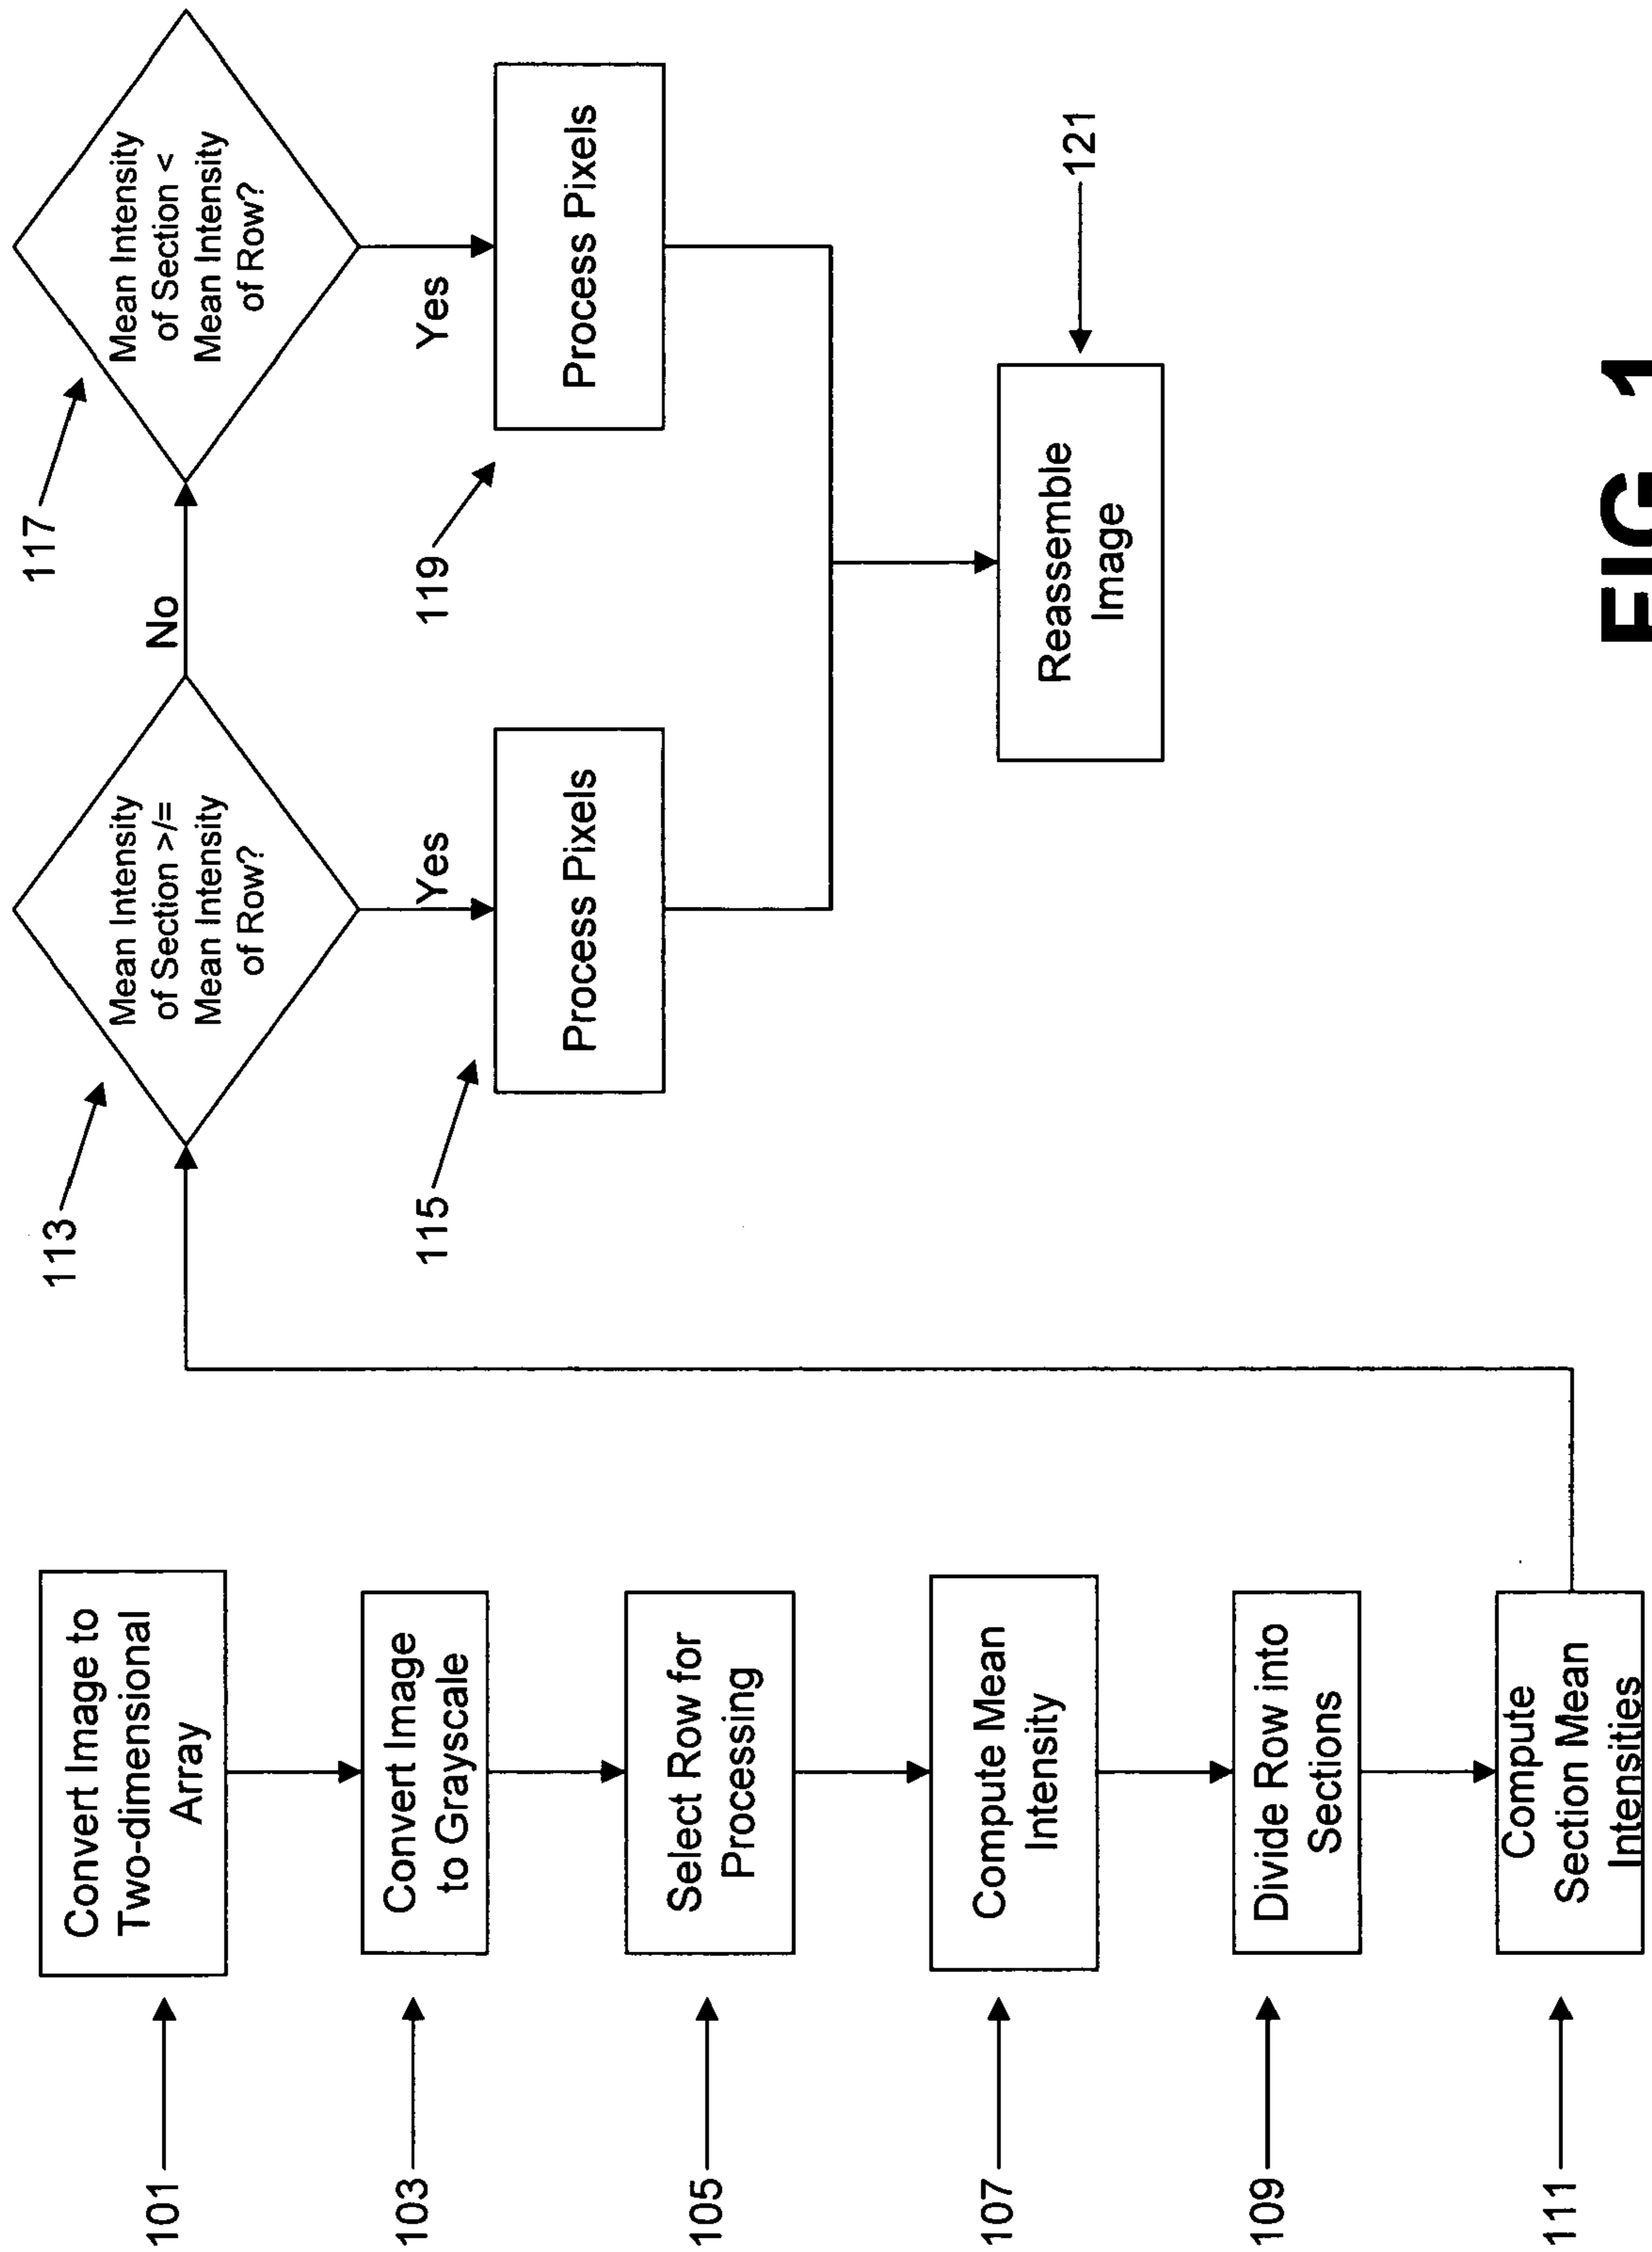 101
Convert Image to
Two-dimensional
Array
103
Convert Image
to Grayscale
105
Select Row for
Processing
107
Compute Mean
Intensity
109
Divide Row into
Sections
111
Compute
Section Mean
Intensities
113
Mean Intensity
of Section >/=
Mean Intensity
of Row?
No
Yes
115
Process Pixels
117
Mean Intensity
of Section <
Mean Intensity
of Row?
Yes
119
Process Pixels
Reassemble
Image
121
FIG. 1